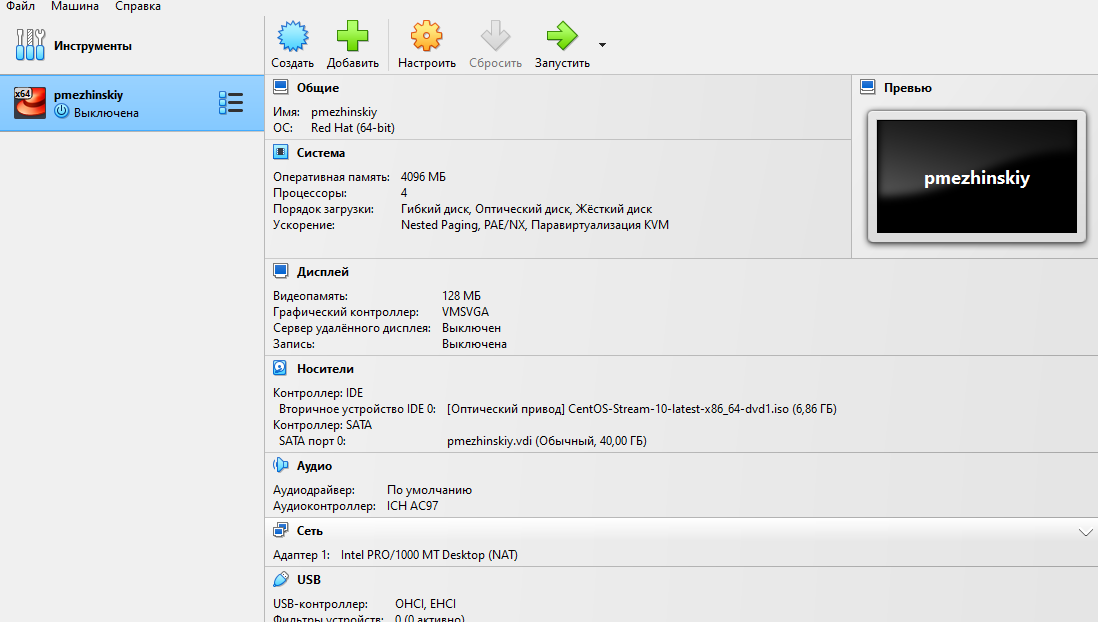 Файл Машина Справка
Инструменты
Создать Добавить Настроить Сбросить Запустить
x64 pmezhinskiy
Выключена
Общие
Имя: pmezhinskiy
ОС: Red Hat (64-bit)
Превью
pmezhinskiy
Система
Оперативная память: 4096 МБ
Процессоры: 4
Порядок загрузки: Гибкий диск, Оптический диск, Жёсткий диск
Ускорение: Nested Paging, PAE/NX, Паравиртуализация KVM
Дисплей
Видеопамять: 128 МБ
Графический контроллер: VMSVGA
Сервер удалённого дисплея: Выключен
Запись: Выключена
Носители
Контроллер: IDE
Вторичное устройство IDE 0: [Оптический привод] CentOS-Stream-10-latest-x86_64-dvd1.iso (6,86 ГБ)
Контроллер: SATA
SATA порт 0: pmezhinskiy.vdi (Обычный, 40,00 ГБ)
Аудио
Аудиодрайвер: По умолчанию
Аудиоконтроллер: ICH AC97
Сеть
Адаптер 1: Intel PRO/1000 MT Desktop (NAT)
USB
USB-контроллер: OHCI, EHCI
Фильтры устройств: 0 (0 активно)